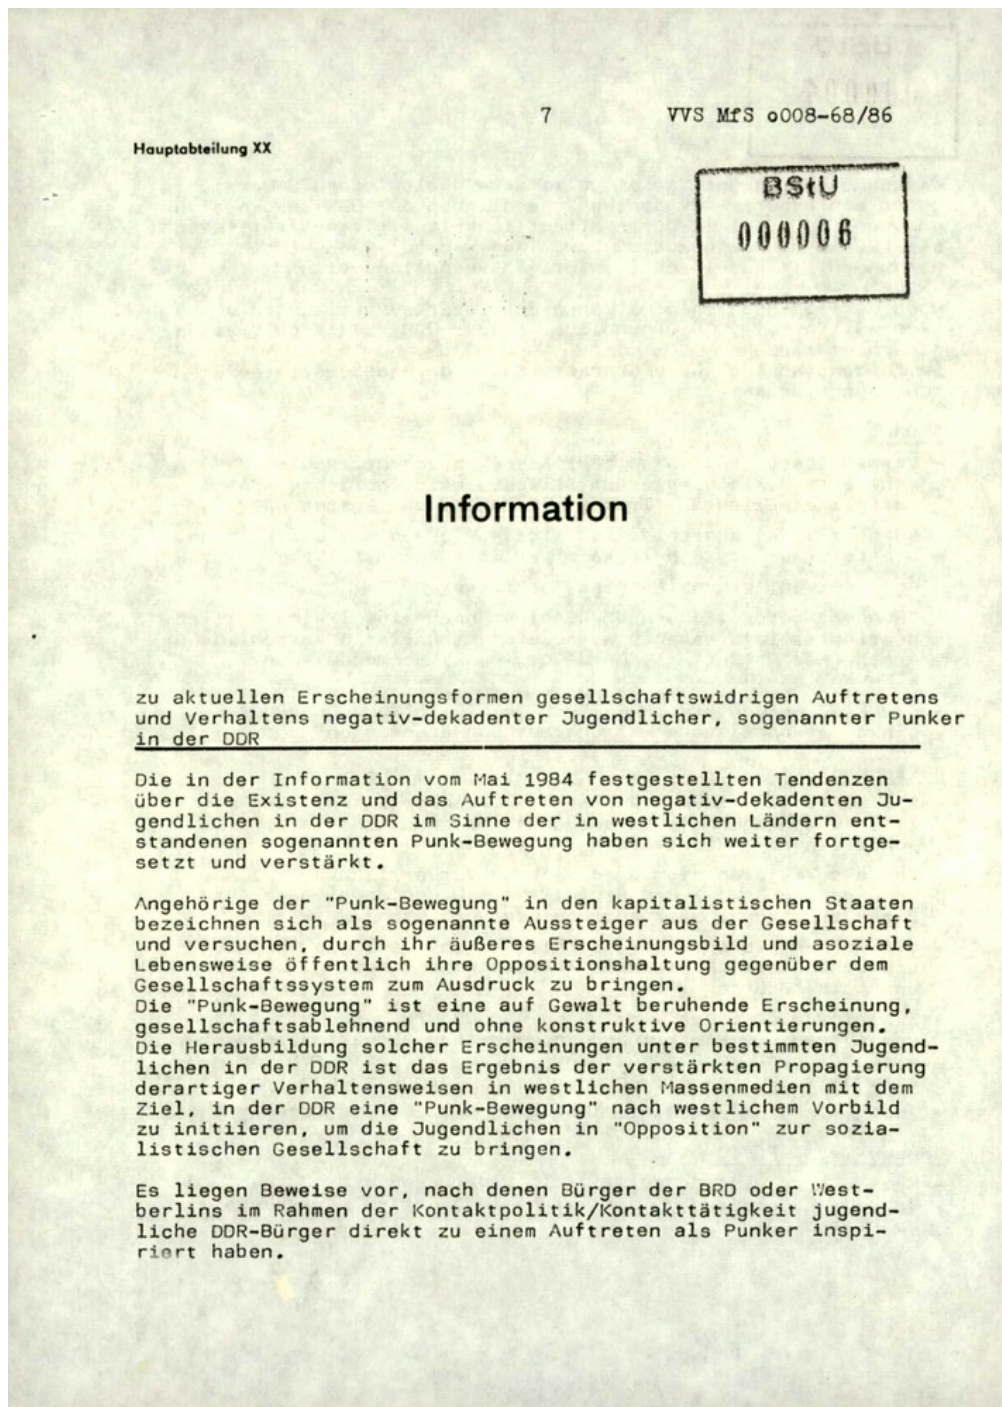 7 VVS MfS o008-68/86
Hauptabteilung XX
BStU
000006
Information
zu aktuellen Erscheinungsformen gesellschaftswidrigen Auftretens
und Verhaltens negativ-dekadenter Jugendlicher, sogenannter Punker
in der DDR
Die in der Information vom Mai 1984 festgestellten Tendenzen
über die Existenz und das Auftreten von negativ-dekadenten Ju-
gendlichen in der DDR im Sinne der in westlichen Ländern ent-
standenen sogenannten Punk-Bewegung haben sich weiter fortge-
setzt und verstärkt.
Angehörige der "Punk-Bewegung" in den kapitalistischen Staaten
bezeichnen sich als sogenannte Aussteiger aus der Gesellschaft
und versuchen, durch ihr äußeres Erscheinungsbild und asoziale
Lebensweise öffentlich ihre Oppositionshaltung gegenüber dem
Gesellschaftssystem zum Ausdruck zu bringen.
Die "Punk-Bewegung" ist eine auf Gewalt beruhende Erscheinung,
gesellschaftsablehnend und ohne konstruktive Orientierungen.
Die Herausbildung solcher Erscheinungen unter bestimmten Jugend-
lichen in der DDR ist das Ergebnis der verstärkten Propagierung
derartiger Verhaltensweisen in westlichen Massenmedien mit dem
Ziel, in der DDR eine "Punk-Bewegung" nach westlichem Vorbild
zu initiieren, um die Jugendlichen in "Opposition" zur sozia-
listischen Gesellschaft zu bringen.
Es liegen Beweise vor, nach denen Bürger der BRD oder West-
berlins im Rahmen der Kontaktpolitik/Kontakttätigkeit jugend-
liche DDR-Bürger direkt zu einem Auftreten als Punker inspi-
riert haben.